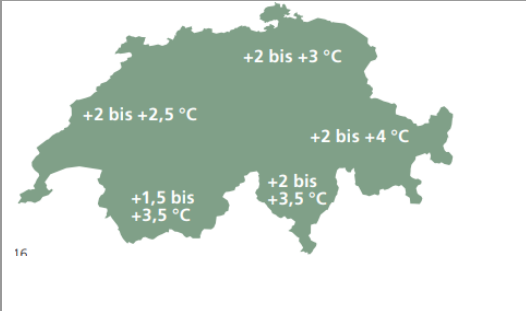 +2 bis +3 °C
+2 bis +2,5 °C
+2 bis +4 °C
+2 bis
+3,5 °C
+1,5 bis
+3,5 °C
16